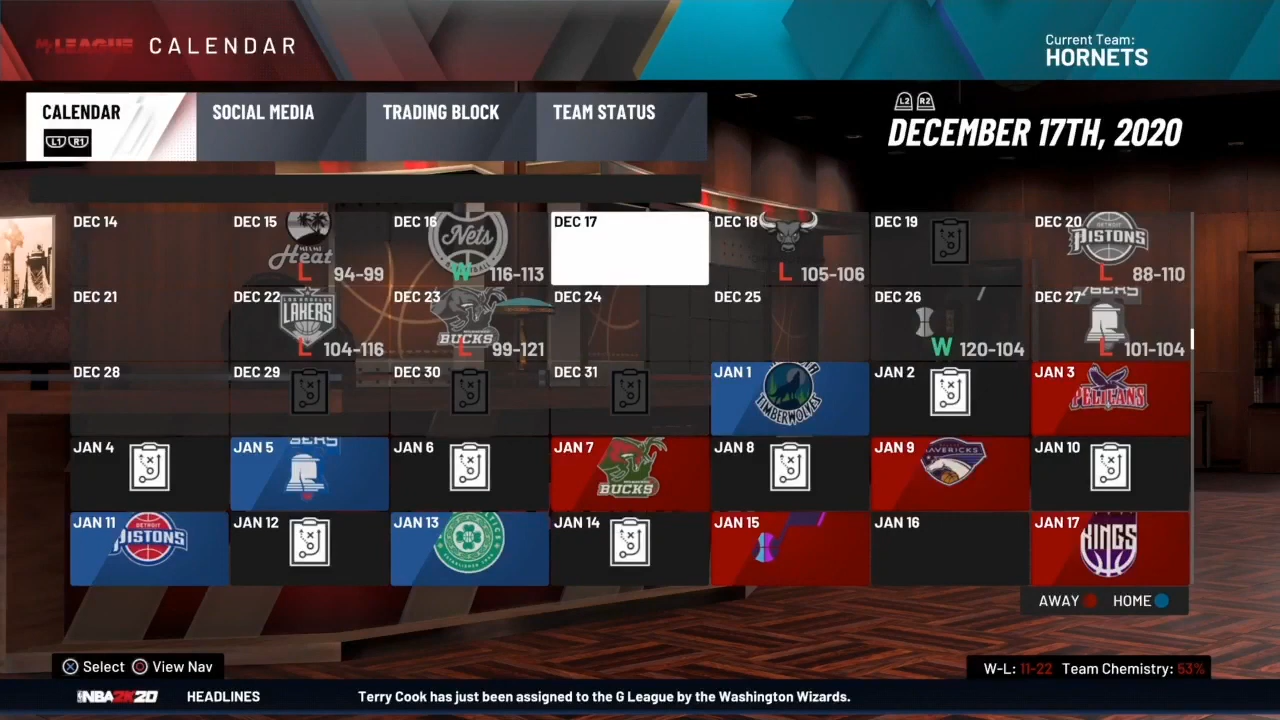 MyLEAGUE CALENDAR
Current Team:
HORNETS
CALENDAR SOCIAL MEDIA TRADING BLOCK TEAM STATUS
L1 R1
L2 R2
DECEMBER 17TH, 2020
DEC 14 DEC 15 DEC 16 DEC 17 DEC 18 DEC 19 DEC 20
Heat Nets DETROIT PISTONS
L 94-99 W 116-113 L 105-106 L 88-110
DEC 21 DEC 22 DEC 23 DEC 24 DEC 25 DEC 26 DEC 27
LOS ANGELES LAKERS BUCKS 76ERS
L 104-116 L 99-121 W 120-104 L 101-104
DEC 28 DEC 29 DEC 30 DEC 31 JAN 1 JAN 2 JAN 3
TIMBERWOLVES PELICANS
JAN 4 JAN 5 JAN 6 JAN 7 JAN 8 JAN 9 JAN 10
BUCKS AVERICKS
JAN 11 JAN 12 JAN 13 JAN 14 JAN 15 JAN 16 JAN 17
DETROIT PISTONS KINGS
AWAY HOME
Select View Nav
W-L: 11-22 Team Chemistry: 53%
NBA2K20 HEADLINES Terry Cook has just been assigned to the G League by the Washington Wizards.